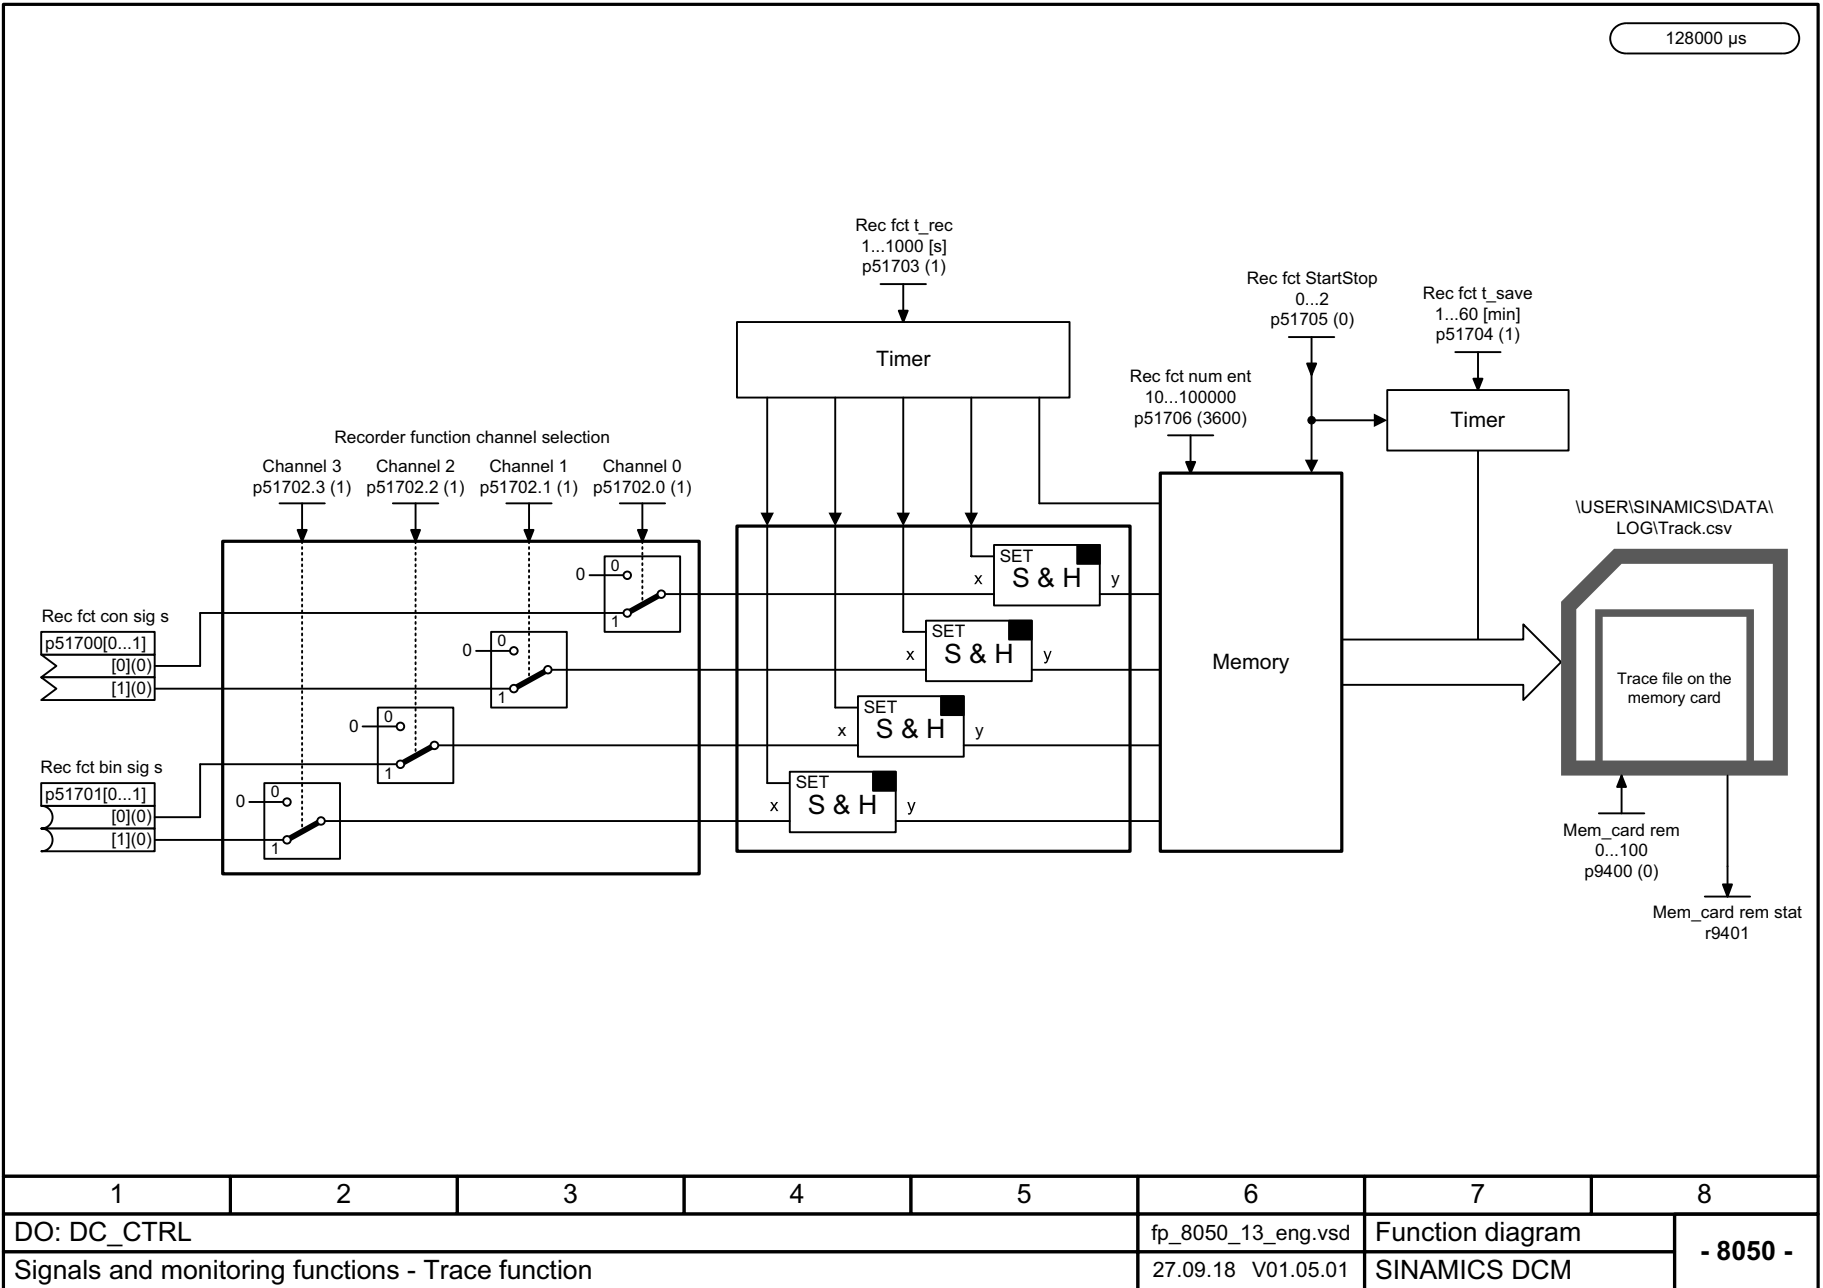 128000 µs
Rec fct t_rec
1...1000 [s]
p51703 (1)
Timer
Rec fct StartStop
0...2
p51705 (0)
Rec fct t_save
1...60 [min]
p51704 (1)
Timer
Rec fct num ent
10...100000
p51706 (3600)
Recorder function channel selection
Channel 3
p51702.3 (1)
Channel 2
p51702.2 (1)
Channel 1
p51702.1 (1)
Channel 0
p51702.0 (1)
\USER\SINAMICS\DATA\
LOG\Track.csv
0 0
1
SET
x S & H y
Rec fct con sig s
p51700[0...1]
[0](0)
[1](0)
0 0
1
SET
x S & H y
Memory
Trace file on the
memory card
0 0
1
SET
x S & H y
Rec fct bin sig s
p51701[0...1]
[0](0)
[1](0)
0 0
1
SET
x S & H y
Mem_card rem
0...100
p9400 (0)
Mem_card rem stat
r9401
1 2 3 4 5 6 7 8
DO: DC_CTRL
fp_8050_13_eng.vsd
Function diagram
- 8050 -
Signals and monitoring functions - Trace function
27.09.18 V01.05.01
SINAMICS DCM